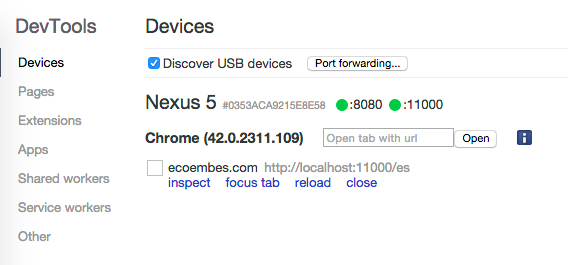 DevTools
Devices
Pages
Extensions
Apps
Shared workers
Service workers
Other
Devices
Discover USB devices Port forwarding...
Nexus 5 #0353ACA9215E8E58 :8080 :11000
Chrome (42.0.2311.109) Open tab with url Open i
ecoembes.com http://localhost:11000/es
inspect focus tab reload close